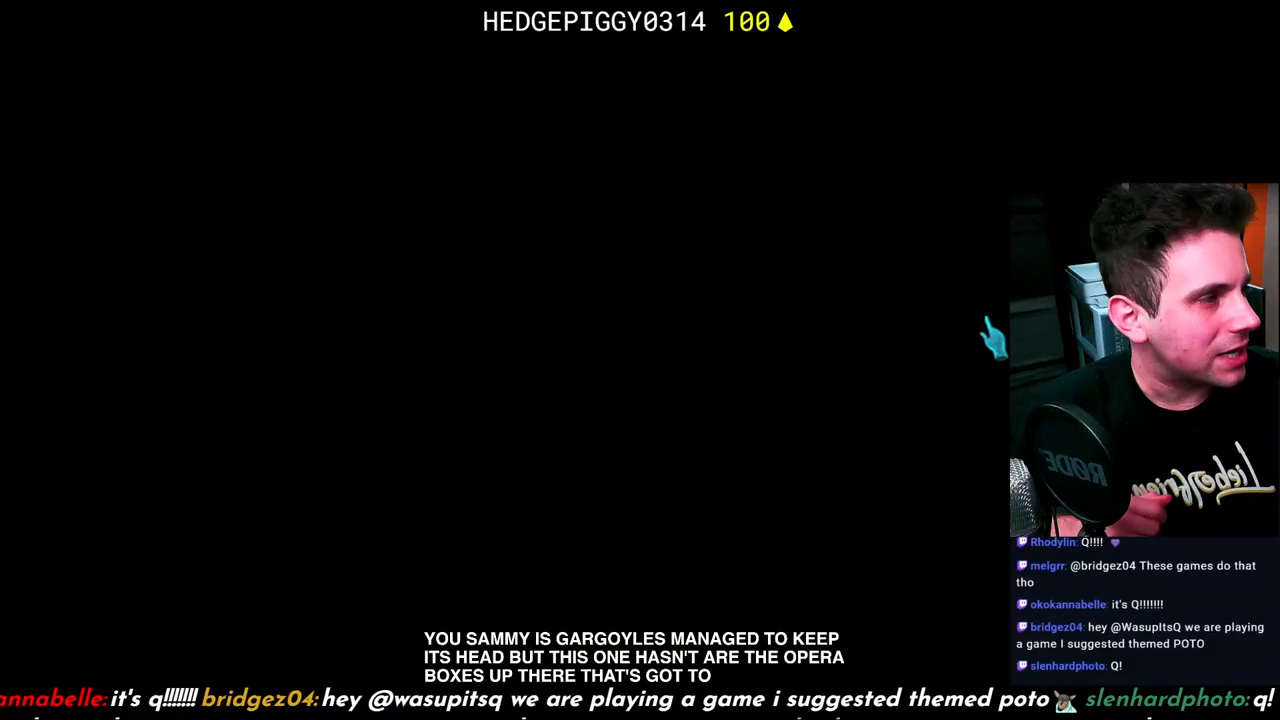 HEDGEPIGGY0314 100
RØDE
Liebesfrien
Rhodylin: Q!!!!
melgrr: @bridgez04 These games do that
tho
okokannabelle: it's Q!!!!!!!
bridgez04: hey @WasupItsQ we are playing
a game I suggested themed POTO
slenhardphoto: Q!
YOU SAMMY IS GARGOYLES MANAGED TO KEEP
ITS HEAD BUT THIS ONE HASN'T ARE THE OPERA
BOXES UP THERE THAT'S GOT TO
annabelle: it's q!!!!!!! bridgez04: hey @wasupitsq we are playing a game i suggested themed poto slenhardphoto: q!